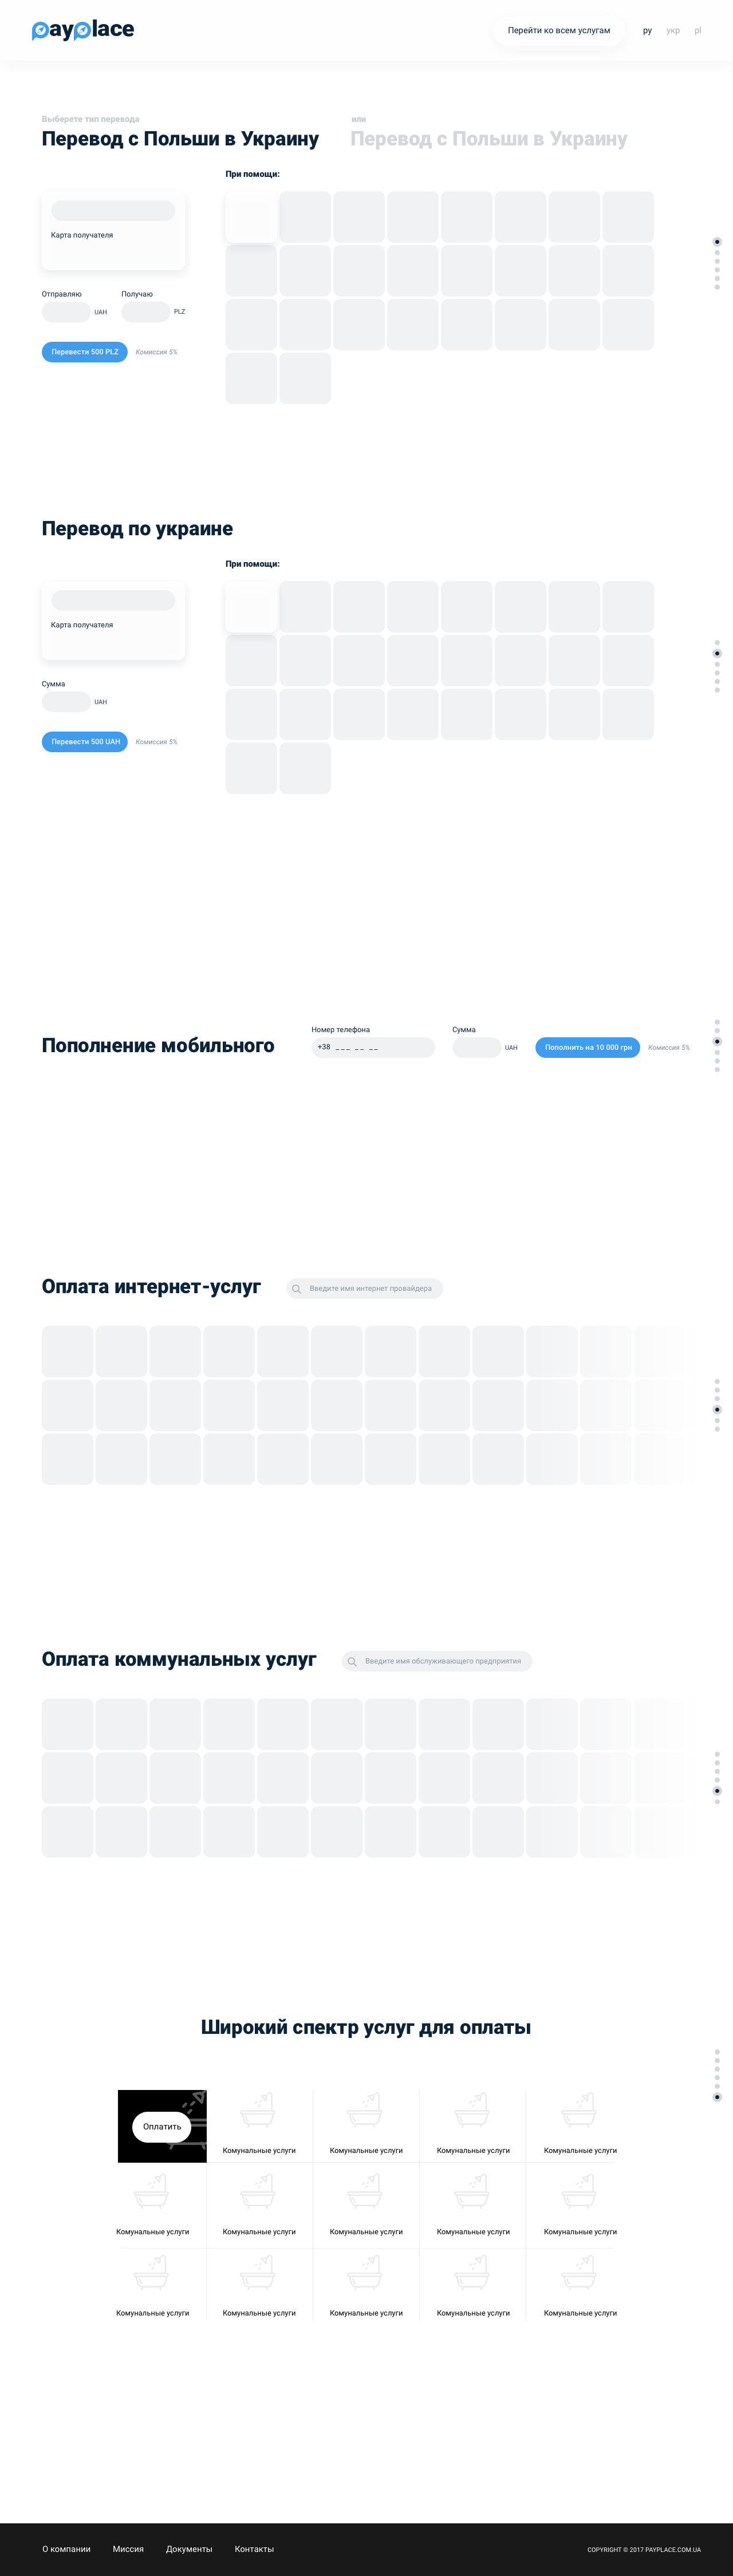 payplace
Перейти ко всем услугам
ру укр pl
Выберете тип перевода
или
Перевод с Польши в Украину
Перевод с Польши в Украину
При помощи:
Карта получателя
Отправляю
Получаю
UAH
PLZ
Перевести 500 PLZ
Комиссия 5%
Перевод по украине
При помощи:
Карта получателя
Сумма
UAH
Перевести 500 UAH
Комиссия 5%
Пополнение мобильного
Номер телефона
+38 _ _ _ _ _ _ _
Сумма
UAH
Пополнить на 10 000 грн
Комиссия 5%
Оплата интернет-услуг
Введите имя интернет провайдера
Оплата коммунальных услуг
Введите имя обслуживающего предприятия
Широкий спектр услуг для оплаты
Оплатить
Комунальные услуги
Комунальные услуги
Комунальные услуги
Комунальные услуги
Комунальные услуги
Комунальные услуги
Комунальные услуги
Комунальные услуги
Комунальные услуги
Комунальные услуги
Комунальные услуги
Комунальные услуги
Комунальные услуги
Комунальные услуги
О компании
Миссия
Документы
Контакты
COPYRIGHT © 2017 PAYPLACE.COM.UA